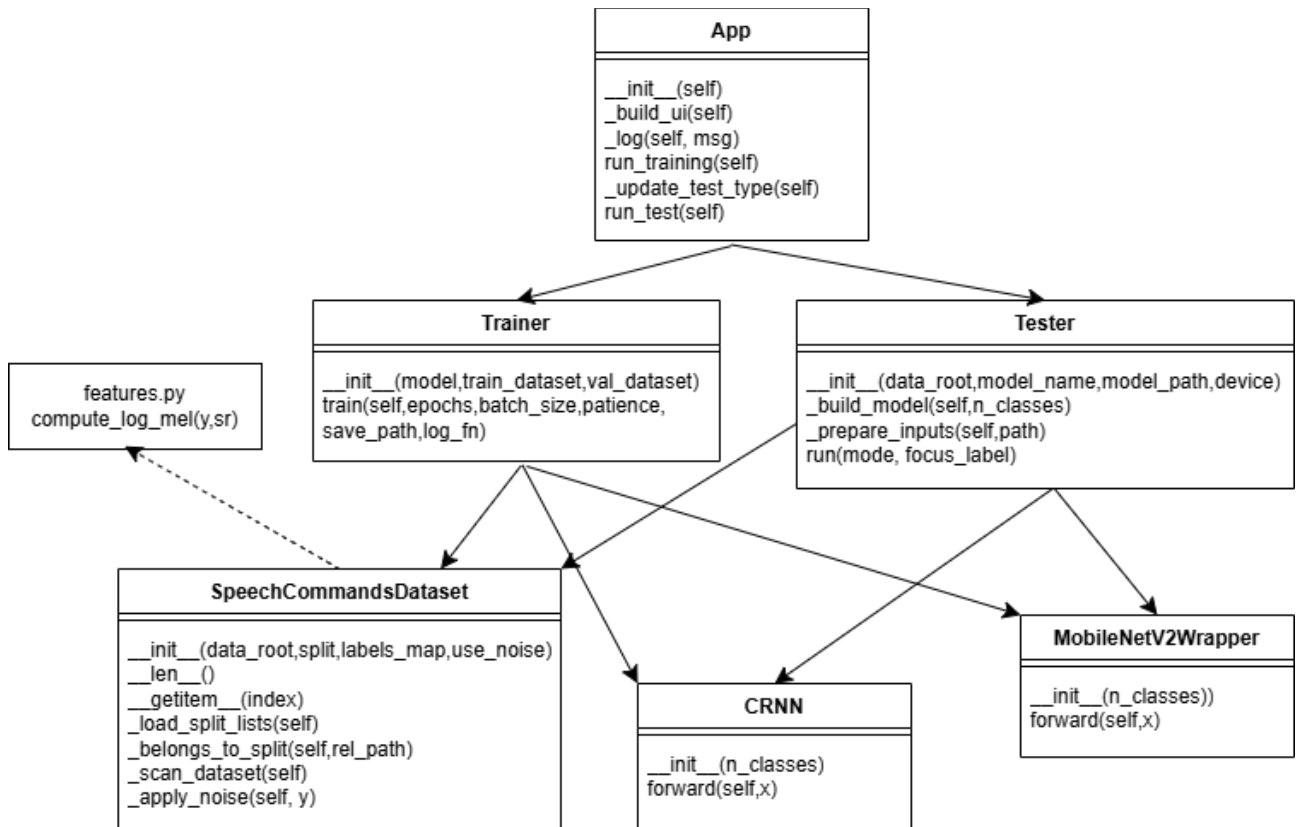 App
__init__(self)
_build_ui(self)
_log(self, msg)
run_training(self)
_update_test_type(self)
run_test(self)
Trainer
__init__(model,train_dataset,val_dataset)
train(self,epochs,batch_size,patience,
save_path,log_fn)
Tester
__init__(data_root,model_name,model_path,device)
_build_model(self,n_classes)
_prepare_inputs(self,path)
run(mode, focus_label)
features.py
compute_log_mel(y,sr)
SpeechCommandsDataset
__init__(data_root,split,labels_map,use_noise)
__len__()
__getitem__(index)
_load_split_lists(self)
_belongs_to_split(self,rel_path)
_scan_dataset(self)
_apply_noise(self, y)
CRNN
__init__(n_classes)
forward(self,x)
MobileNetV2Wrapper
__init__(n_classes))
forward(self,x)